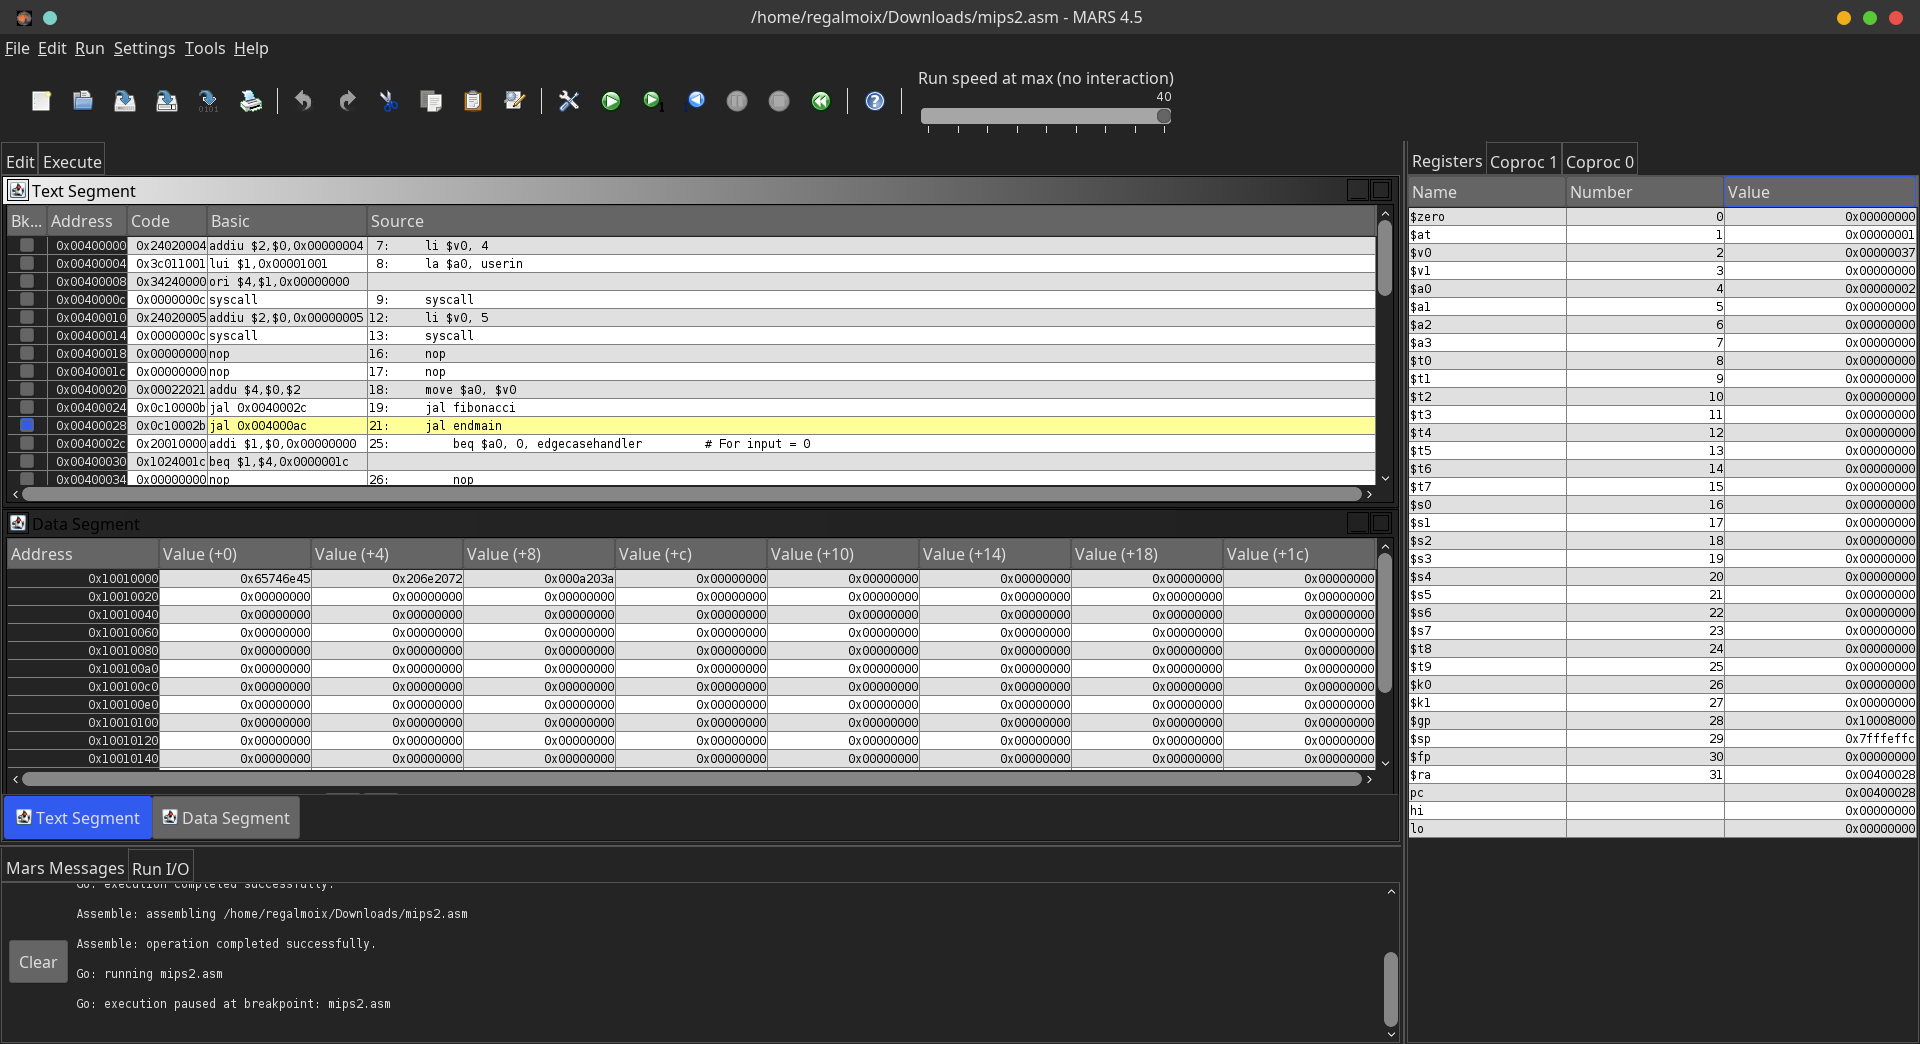 /home/regalmoix/Downloads/mips2.asm - MARS 4.5
File Edit Run Settings Tools Help
Run speed at max (no interaction)
40
Edit Execute
Text Segment
Bk... Address Code Basic Source
0x00400000 0x24020004 addiu $2,$0,0x00000004 7: li $v0, 4
0x00400004 0x3c011001 lui $1,0x00001001 8: la $a0, userin
0x00400008 0x34240000 ori $4,$1,0x00000000
0x0040000c 0x0000000c syscall 9: syscall
0x00400010 0x24020005 addiu $2,$0,0x00000005 12: li $v0, 5
0x00400014 0x0000000c syscall 13: syscall
0x00400018 0x00000000 nop 16: nop
0x0040001c 0x00000000 nop 17: nop
0x00400020 0x00022021 addu $4,$0,$2 18: move $a0, $v0
0x00400024 0x0c10000b jal 0x0040002c 19: jal fibonacci
0x00400028 0x0c10002b jal 0x004000ac 21: jal endmain
0x0040002c 0x20010000 addi $1,$0,0x00000000 25: beq $a0, 0, edgecasehandler # For input = 0
0x00400030 0x1024001c beq $1,$4,0x0000001c
0x00400034 0x00000000 nop 26: nop
Data Segment
Address Value (+0) Value (+4) Value (+8) Value (+c) Value (+10) Value (+14) Value (+18) Value (+1c)
0x10010000 0x65746e45 0x206e2072 0x000a203a 0x00000000 0x00000000 0x00000000 0x00000000 0x00000000
0x10010020 0x00000000 0x00000000 0x00000000 0x00000000 0x00000000 0x00000000 0x00000000 0x00000000
0x10010040 0x00000000 0x00000000 0x00000000 0x00000000 0x00000000 0x00000000 0x00000000 0x00000000
0x10010060 0x00000000 0x00000000 0x00000000 0x00000000 0x00000000 0x00000000 0x00000000 0x00000000
0x10010080 0x00000000 0x00000000 0x00000000 0x00000000 0x00000000 0x00000000 0x00000000 0x00000000
0x100100a0 0x00000000 0x00000000 0x00000000 0x00000000 0x00000000 0x00000000 0x00000000 0x00000000
0x100100c0 0x00000000 0x00000000 0x00000000 0x00000000 0x00000000 0x00000000 0x00000000 0x00000000
0x100100e0 0x00000000 0x00000000 0x00000000 0x00000000 0x00000000 0x00000000 0x00000000 0x00000000
0x10010100 0x00000000 0x00000000 0x00000000 0x00000000 0x00000000 0x00000000 0x00000000 0x00000000
0x10010120 0x00000000 0x00000000 0x00000000 0x00000000 0x00000000 0x00000000 0x00000000 0x00000000
0x10010140 0x00000000 0x00000000 0x00000000 0x00000000 0x00000000 0x00000000 0x00000000 0x00000000
Text Segment Data Segment
Mars Messages Run I/O
Go: execution completed successfully.
Assemble: assembling /home/regalmoix/Downloads/mips2.asm
Assemble: operation completed successfully.
Clear
Go: running mips2.asm
Go: execution paused at breakpoint: mips2.asm
Registers Coproc 1 Coproc 0
Name Number Value
$zero 0 0x00000000
$at 1 0x00000001
$v0 2 0x00000037
$v1 3 0x00000000
$a0 4 0x00000002
$a1 5 0x00000000
$a2 6 0x00000000
$a3 7 0x00000000
$t0 8 0x00000000
$t1 9 0x00000000
$t2 10 0x00000000
$t3 11 0x00000000
$t4 12 0x00000000
$t5 13 0x00000000
$t6 14 0x00000000
$t7 15 0x00000000
$s0 16 0x00000000
$s1 17 0x00000000
$s2 18 0x00000000
$s3 19 0x00000000
$s4 20 0x00000000
$s5 21 0x00000000
$s6 22 0x00000000
$s7 23 0x00000000
$t8 24 0x00000000
$t9 25 0x00000000
$k0 26 0x00000000
$k1 27 0x00000000
$gp 28 0x10008000
$sp 29 0x7fffeffc
$fp 30 0x00000000
$ra 31 0x00400028
pc 0x00400028
hi 0x00000000
lo 0x00000000